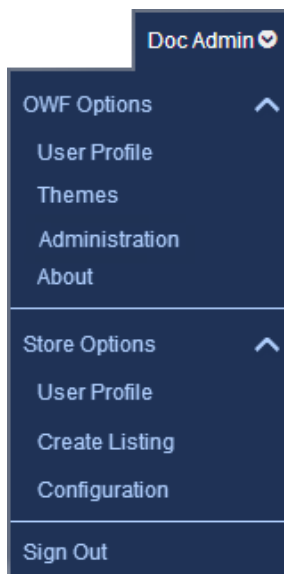 Doc Admin
OWF Options
User Profile
Themes
Administration
About
Store Options
User Profile
Create Listing
Configuration
Sign Out